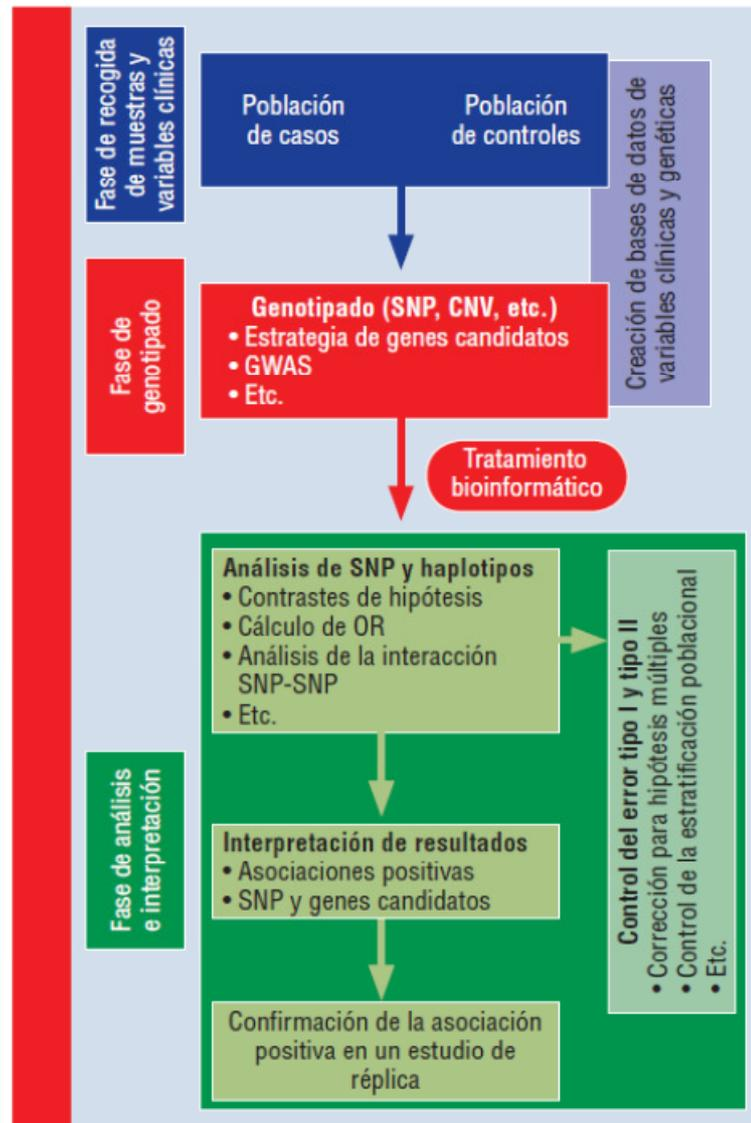 Fase de recogida
de muestras y
variables clínicas
Población
de casos
Población
de controles
Creación de bases de datos de
variables clínicas y genéticas
Fase de
genotipado
Genotipado (SNP, CNV, etc.)
• Estrategia de genes candidatos
• GWAS
• Etc.
Tratamiento
bioinformático
Fase de análisis
e interpretación
Análisis de SNP y haplotipos
• Contrastes de hipótesis
• Cálculo de OR
• Análisis de la interacción
SNP-SNP
• Etc.
Control del error tipo I y tipo II
• Corrección para hipótesis múltiples
• Control de la estratificación poblacional
• Etc.
Interpretación de resultados
• Asociaciones positivas
• SNP y genes candidatos
Confirmación de la asociación
positiva en un estudio de
réplica